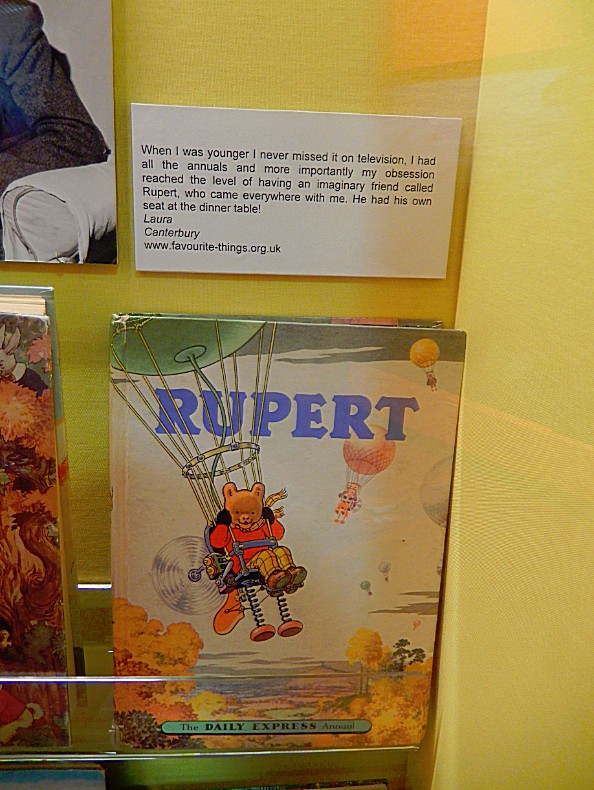 When I was younger I never missed it on television, I had
all the annuals and more importantly my obsession
reached the level of having an imaginary friend called
Rupert, who came everywhere with me. He had his own
seat at the dinner table!
Laura
Canterbury
www.favourite-things.org.uk
RUPERT
The DAILY EXPRESS Annual